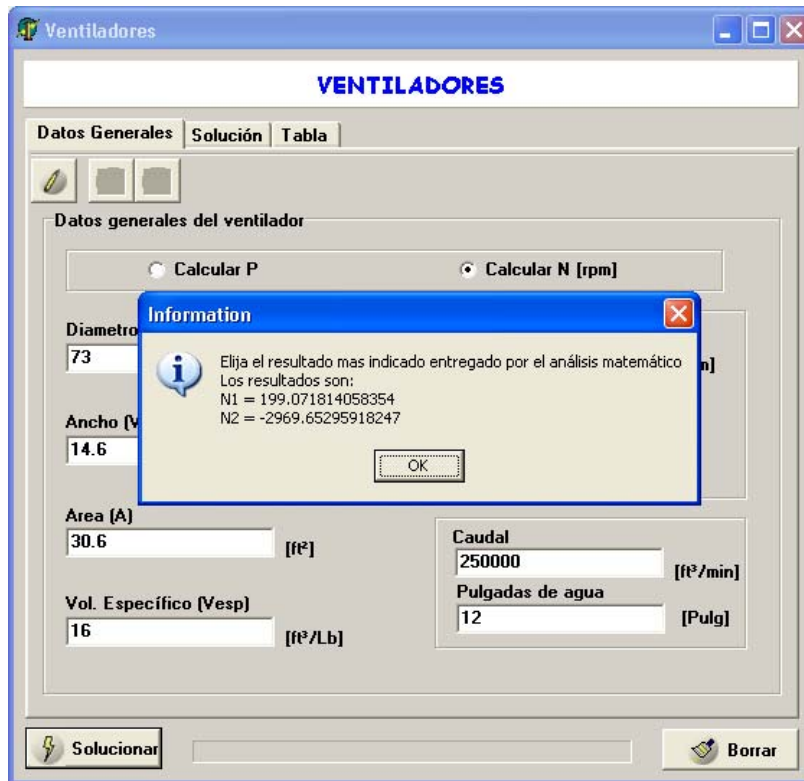 Ventiladores
VENTILADORES
Datos Generales Solución Tabla
Datos generales del ventilador
Calcular P Calcular N [rpm]
Information
Elija el resultado mas indicado entregado por el análisis matemático
Los resultados son:
N1 = 199.071814058354
N2 = -2969.65295918247
OK
Diametro
73
Ancho (V
14.6
Area (A)
30.6 [ft²]
Vol. Específico (Vesp)
16 [ft³/Lb]
Caudal
250000 [ft³/min]
Pulgadas de agua
12 [Pulg]
Solucionar Borrar